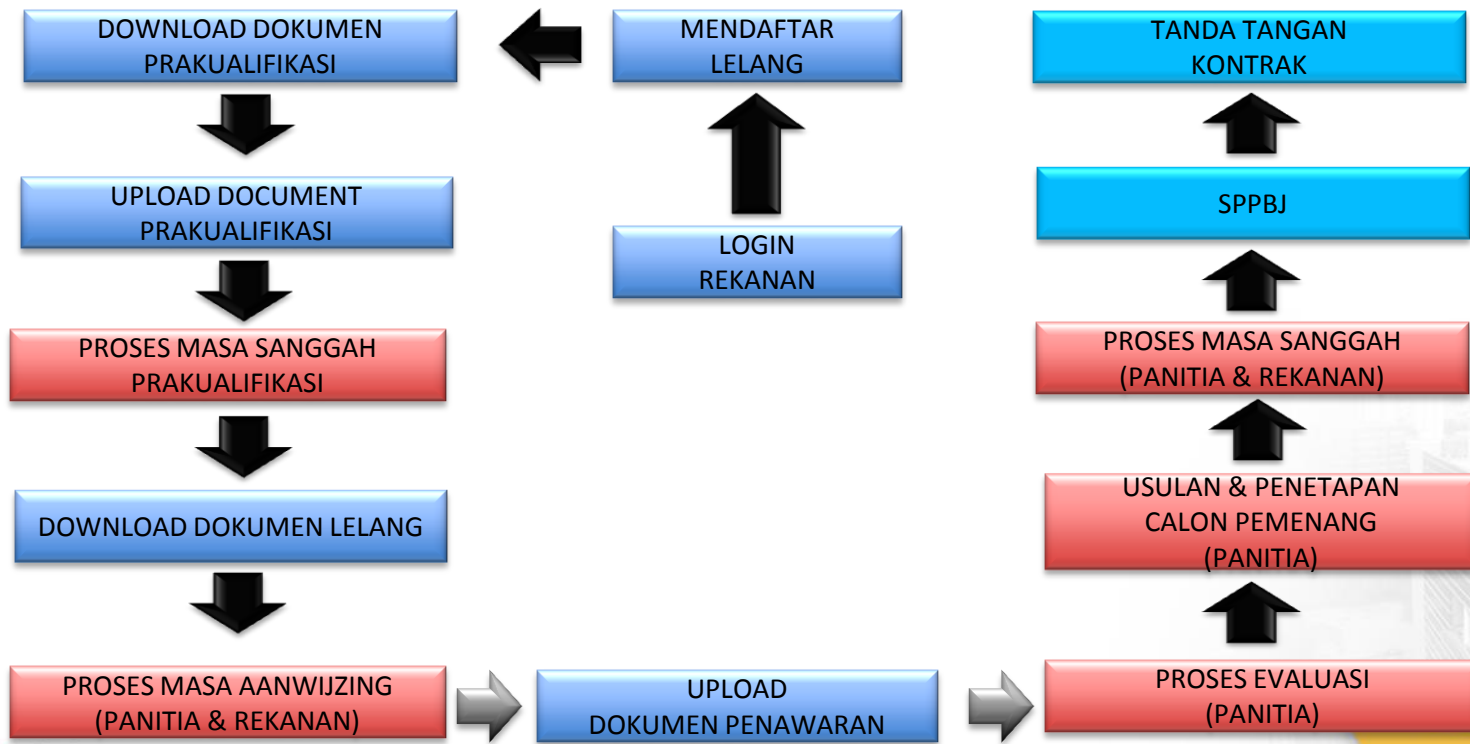 DOWNLOAD DOKUMEN
PRAKUALIFIKASI
MENDAFTAR
LELANG
TANDA TANGAN
KONTRAK
UPLOAD DOCUMENT
PRAKUALIFIKASI
LOGIN
REKANAN
SPPBJ
PROSES MASA SANGGAH
PRAKUALIFIKASI
PROSES MASA SANGGAH
(PANITIA & REKANAN)
DOWNLOAD DOKUMEN LELANG
USULAN & PENETAPAN
CALON PEMENANG
(PANITIA)
PROSES MASA AANWIJZING
(PANITIA & REKANAN)
UPLOAD
DOKUMEN PENAWARAN
PROSES EVALUASI
(PANITIA)